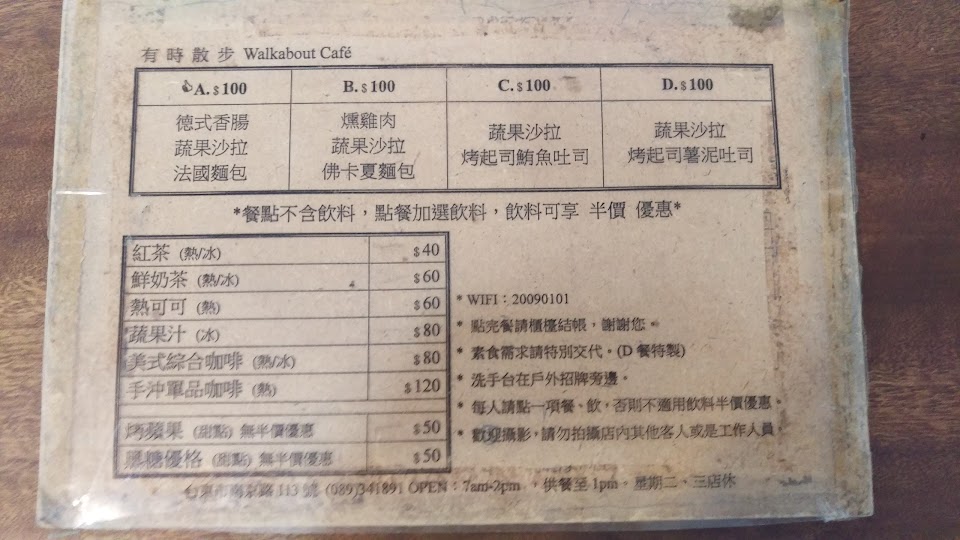 有時散步 Walkabout Café
A. $100 B. $100 C. $100 D. $100
德式香腸
蔬果沙拉
法國麵包
燻雞肉
蔬果沙拉
佛卡夏麵包
蔬果沙拉
烤起司鮪魚吐司
蔬果沙拉
烤起司薯泥吐司
*餐點不含飲料，點餐加選飲料，飲料可享 半價 優惠*
紅茶 (熱/冰) $40
鮮奶茶 (熱/冰) $60
熱可可 (熱) $60
蔬果汁 (冰) $80
美式綜合咖啡 (熱/冰) $80
手沖單品咖啡 (熱) $120
烤蘋果 (甜點) 無半價優惠 $50
黑糖優格 (甜點) 無半價優惠 $50
* WIFI：20090101
* 點完餐請櫃檯結帳，謝謝您。
* 素食需求請特別交代。(D 餐特製)
* 洗手台在戶外招牌旁邊。
* 每人請點一項餐、飲，否則不適用飲料半價優惠。
* 歡迎攝影，請勿拍攝店內其他客人或是工作人員。
台東市南京路 113 號 (089)341891 OPEN：7am-2pm ，供餐至 1pm。星期二、三店休